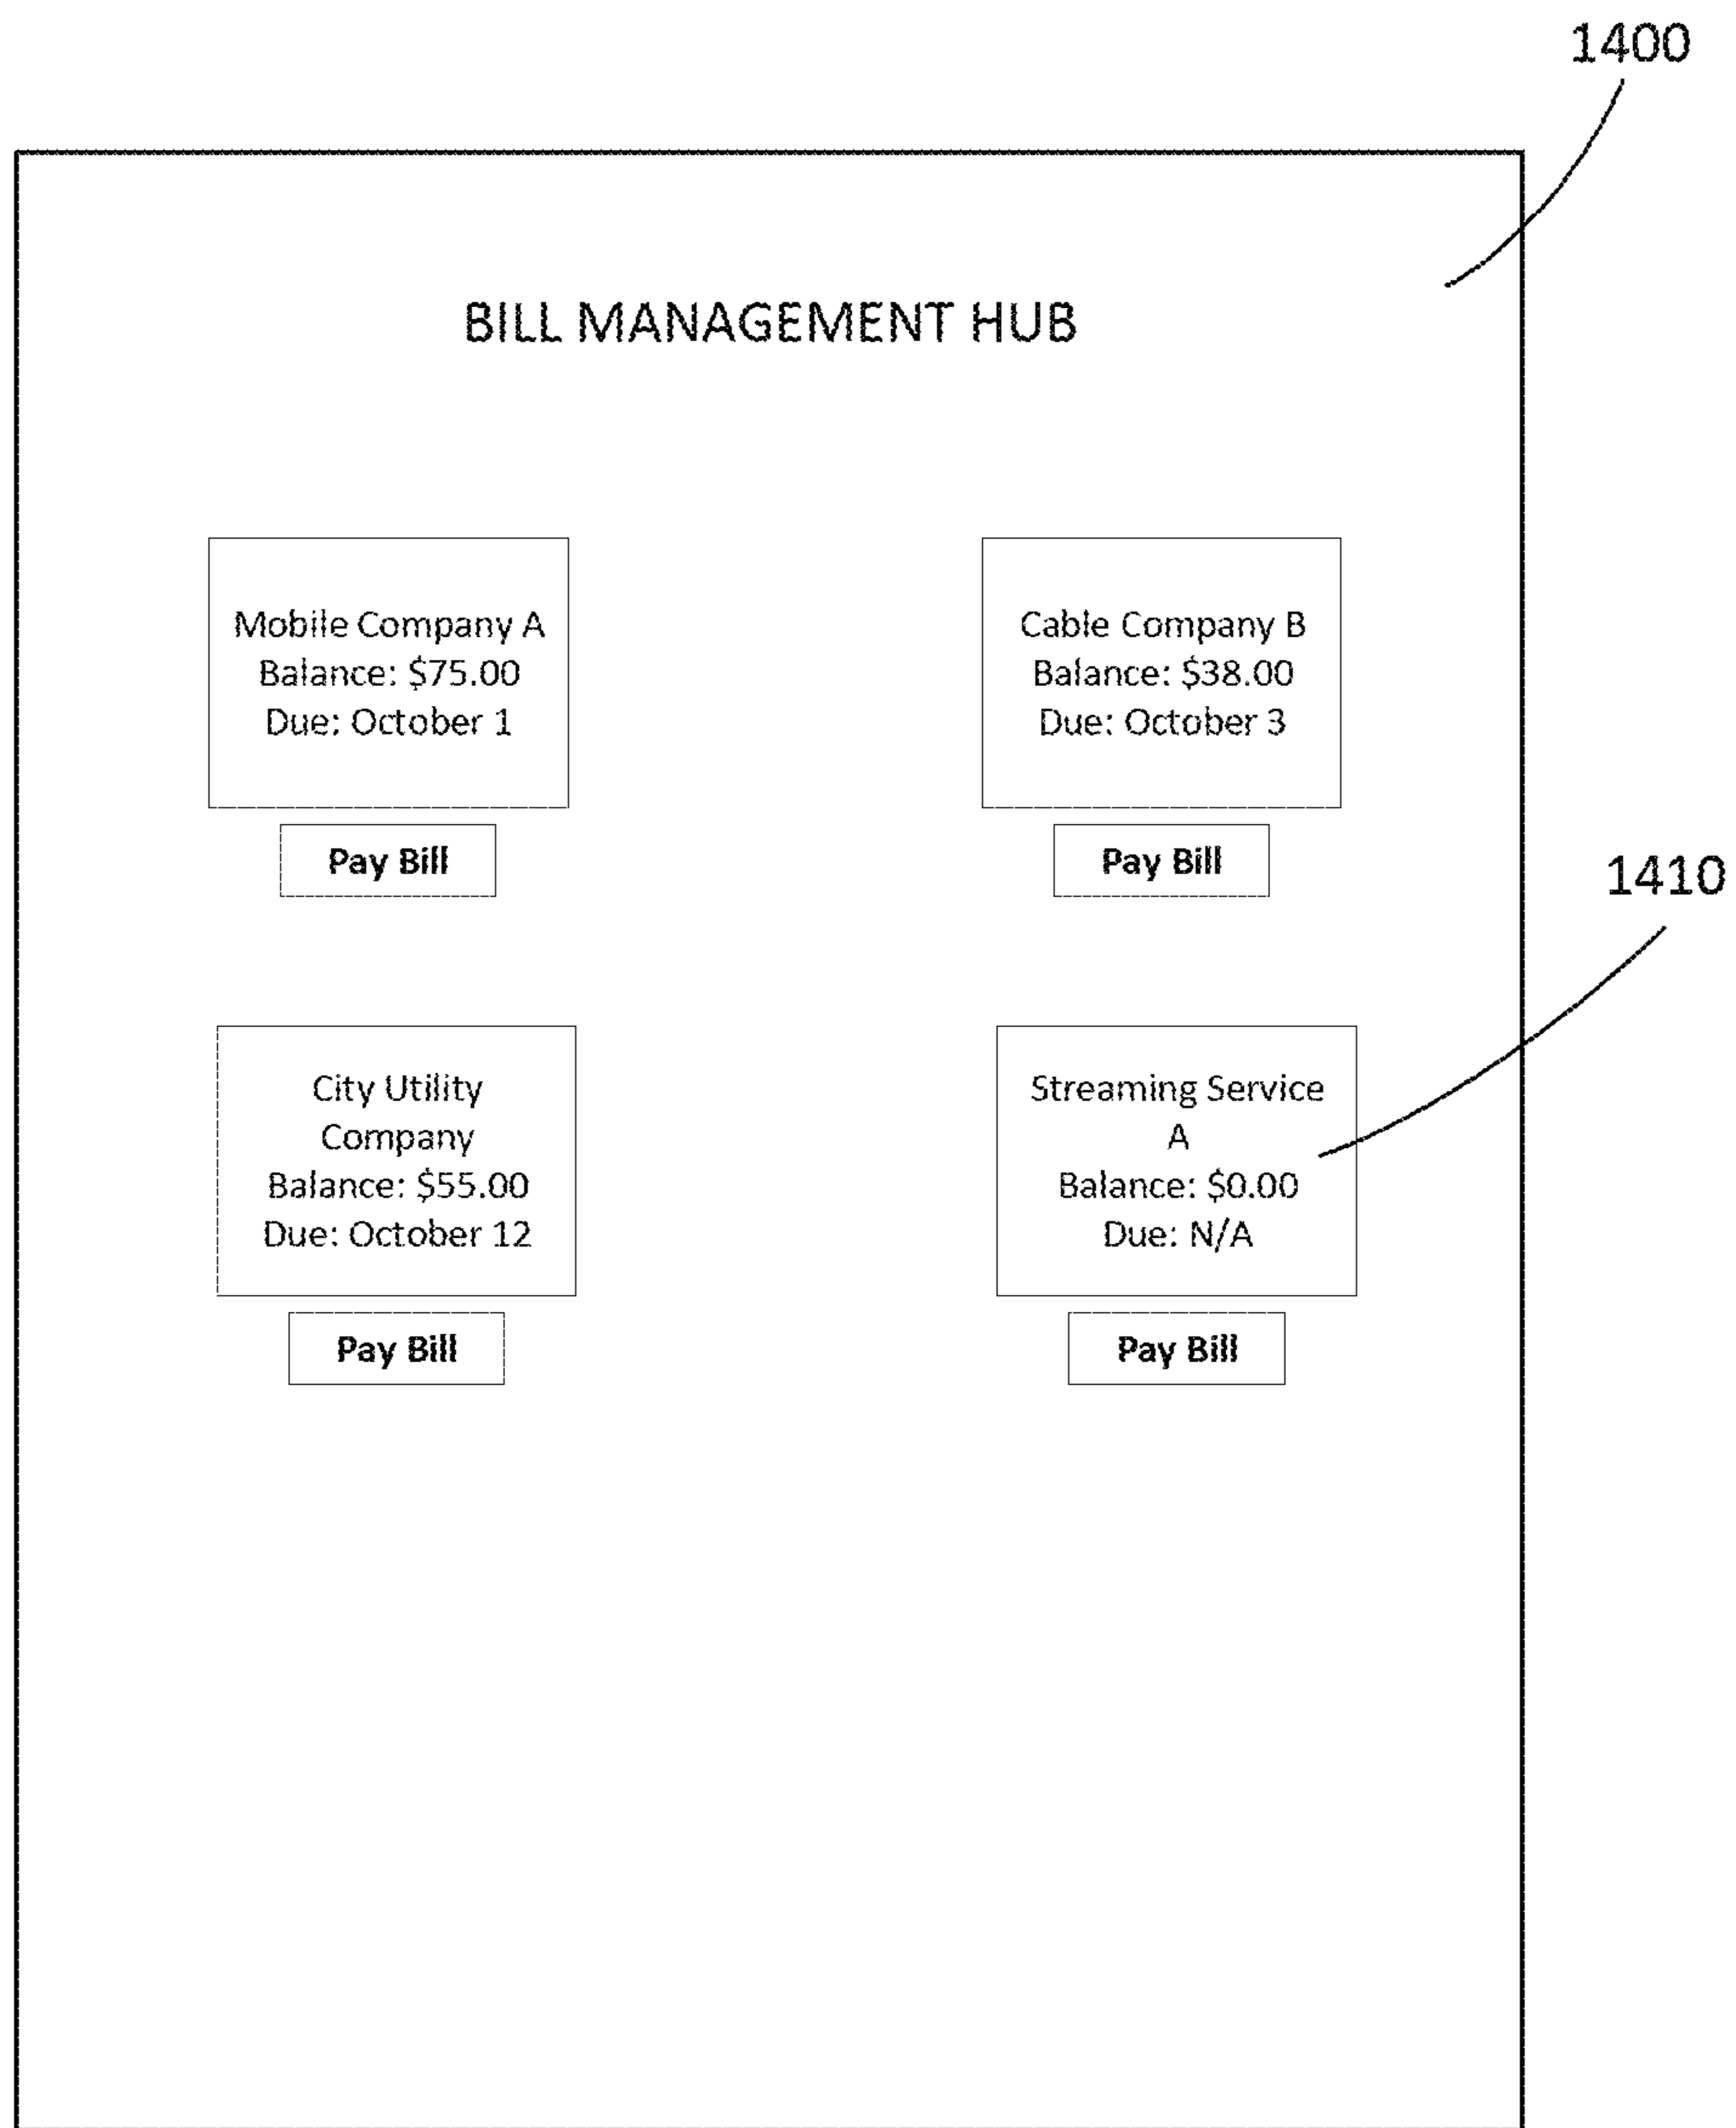 1400
BILL MANAGEMENT HUB
Mobile Company A
Balance: $75.00
Due: October 1
Pay Bill
Cable Company B
Balance: $38.00
Due: October 3
Pay Bill
1410
City Utility
Company
Balance: $55.00
Due: October 12
Pay Bill
Streaming Service
A
Balance: $0.00
Due: N/A
Pay Bill